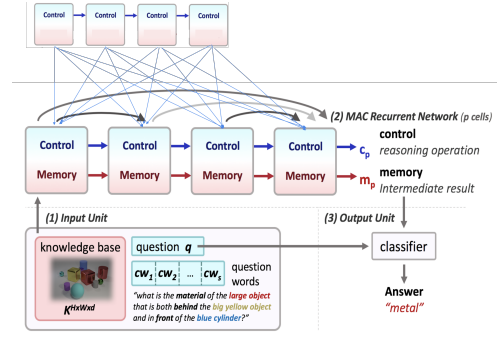 Control Control Control Control
(2) MAC Recurrent Network (p cells)
Control Control Control Control
Memory Memory Memory Memory
control
cp
reasoning operation
memory
mp
Intermediate result
(1) Input Unit
(3) Output Unit
knowledge base
K^HxWxd
question q
cw1 cw2 ... cws
question
words
"what is the material of the large object
that is both behind the big yellow object
and in front of the blue cylinder?"
classifier
Answer
"metal"